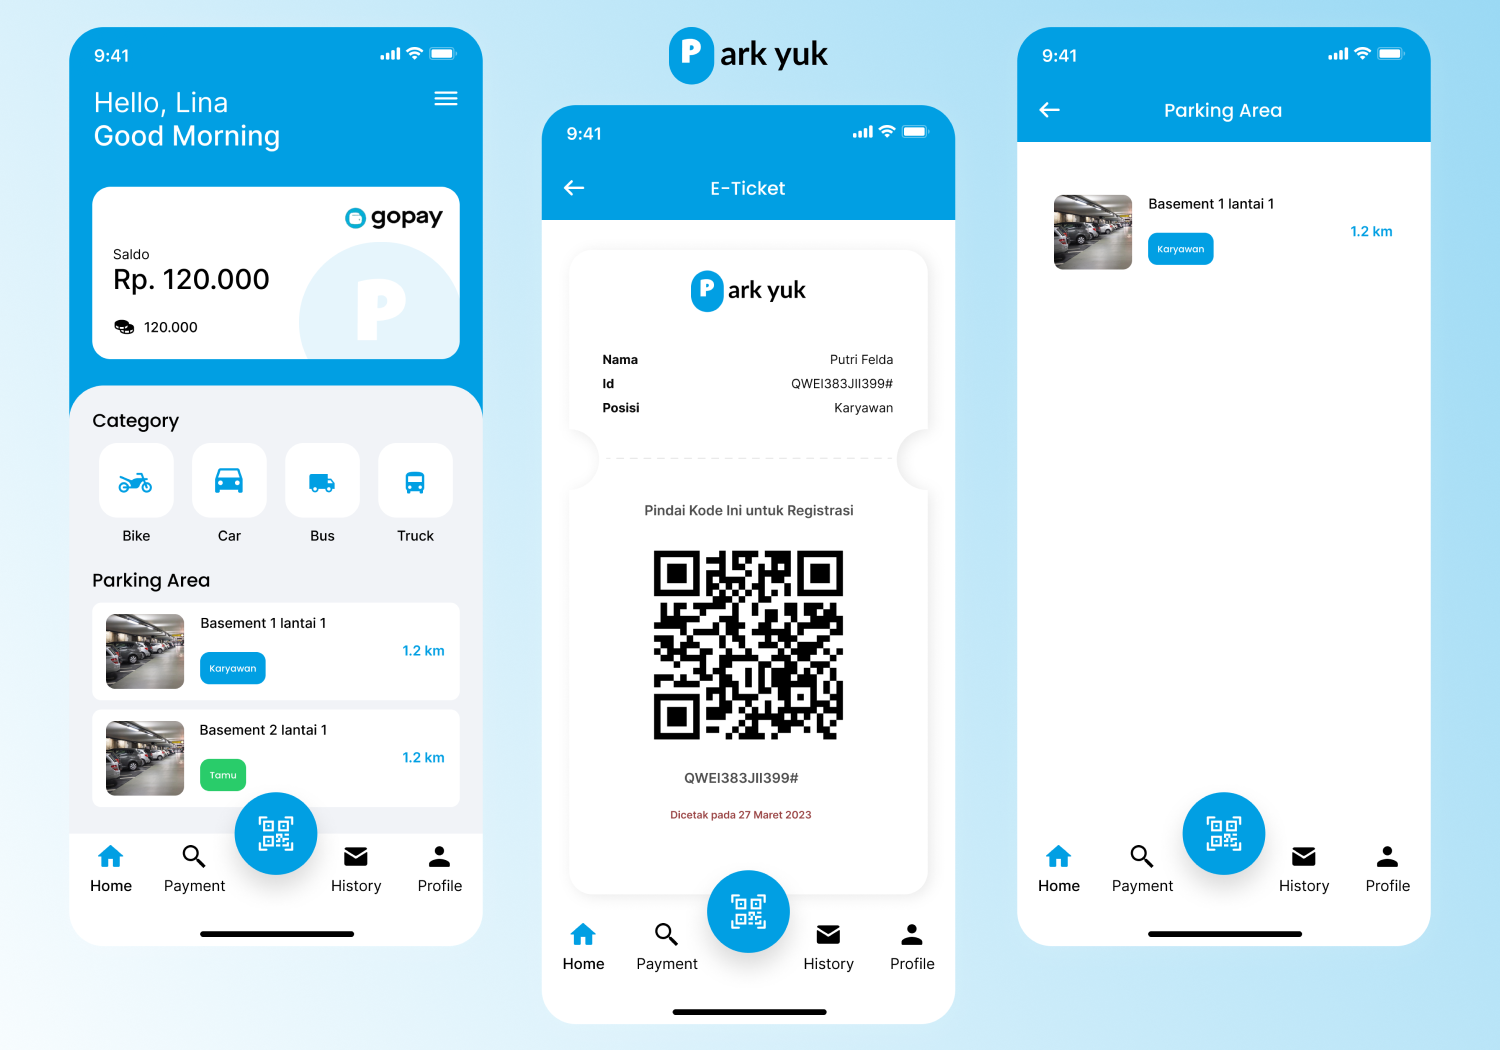 9:41
Hello, Lina
Good Morning
gopay
Saldo
Rp. 120.000
120.000
P
Category
Bike
Car
Bus
Truck
Parking Area
Basement 1 lantai 1
1.2 km
Karyawan
Basement 2 lantai 1
1.2 km
Tamu
Home
Payment
History
Profile
P ark yuk
9:41
E-Ticket
P ark yuk
Nama Putri Felda
Id QWEI383JII399#
Posisi Karyawan
Pindai Kode Ini untuk Registrasi
QWEI383JII399#
Dicetak pada 27 Maret 2023
Home
Payment
History
Profile
9:41
Parking Area
Basement 1 lantai 1
1.2 km
Karyawan
Home
Payment
History
Profile